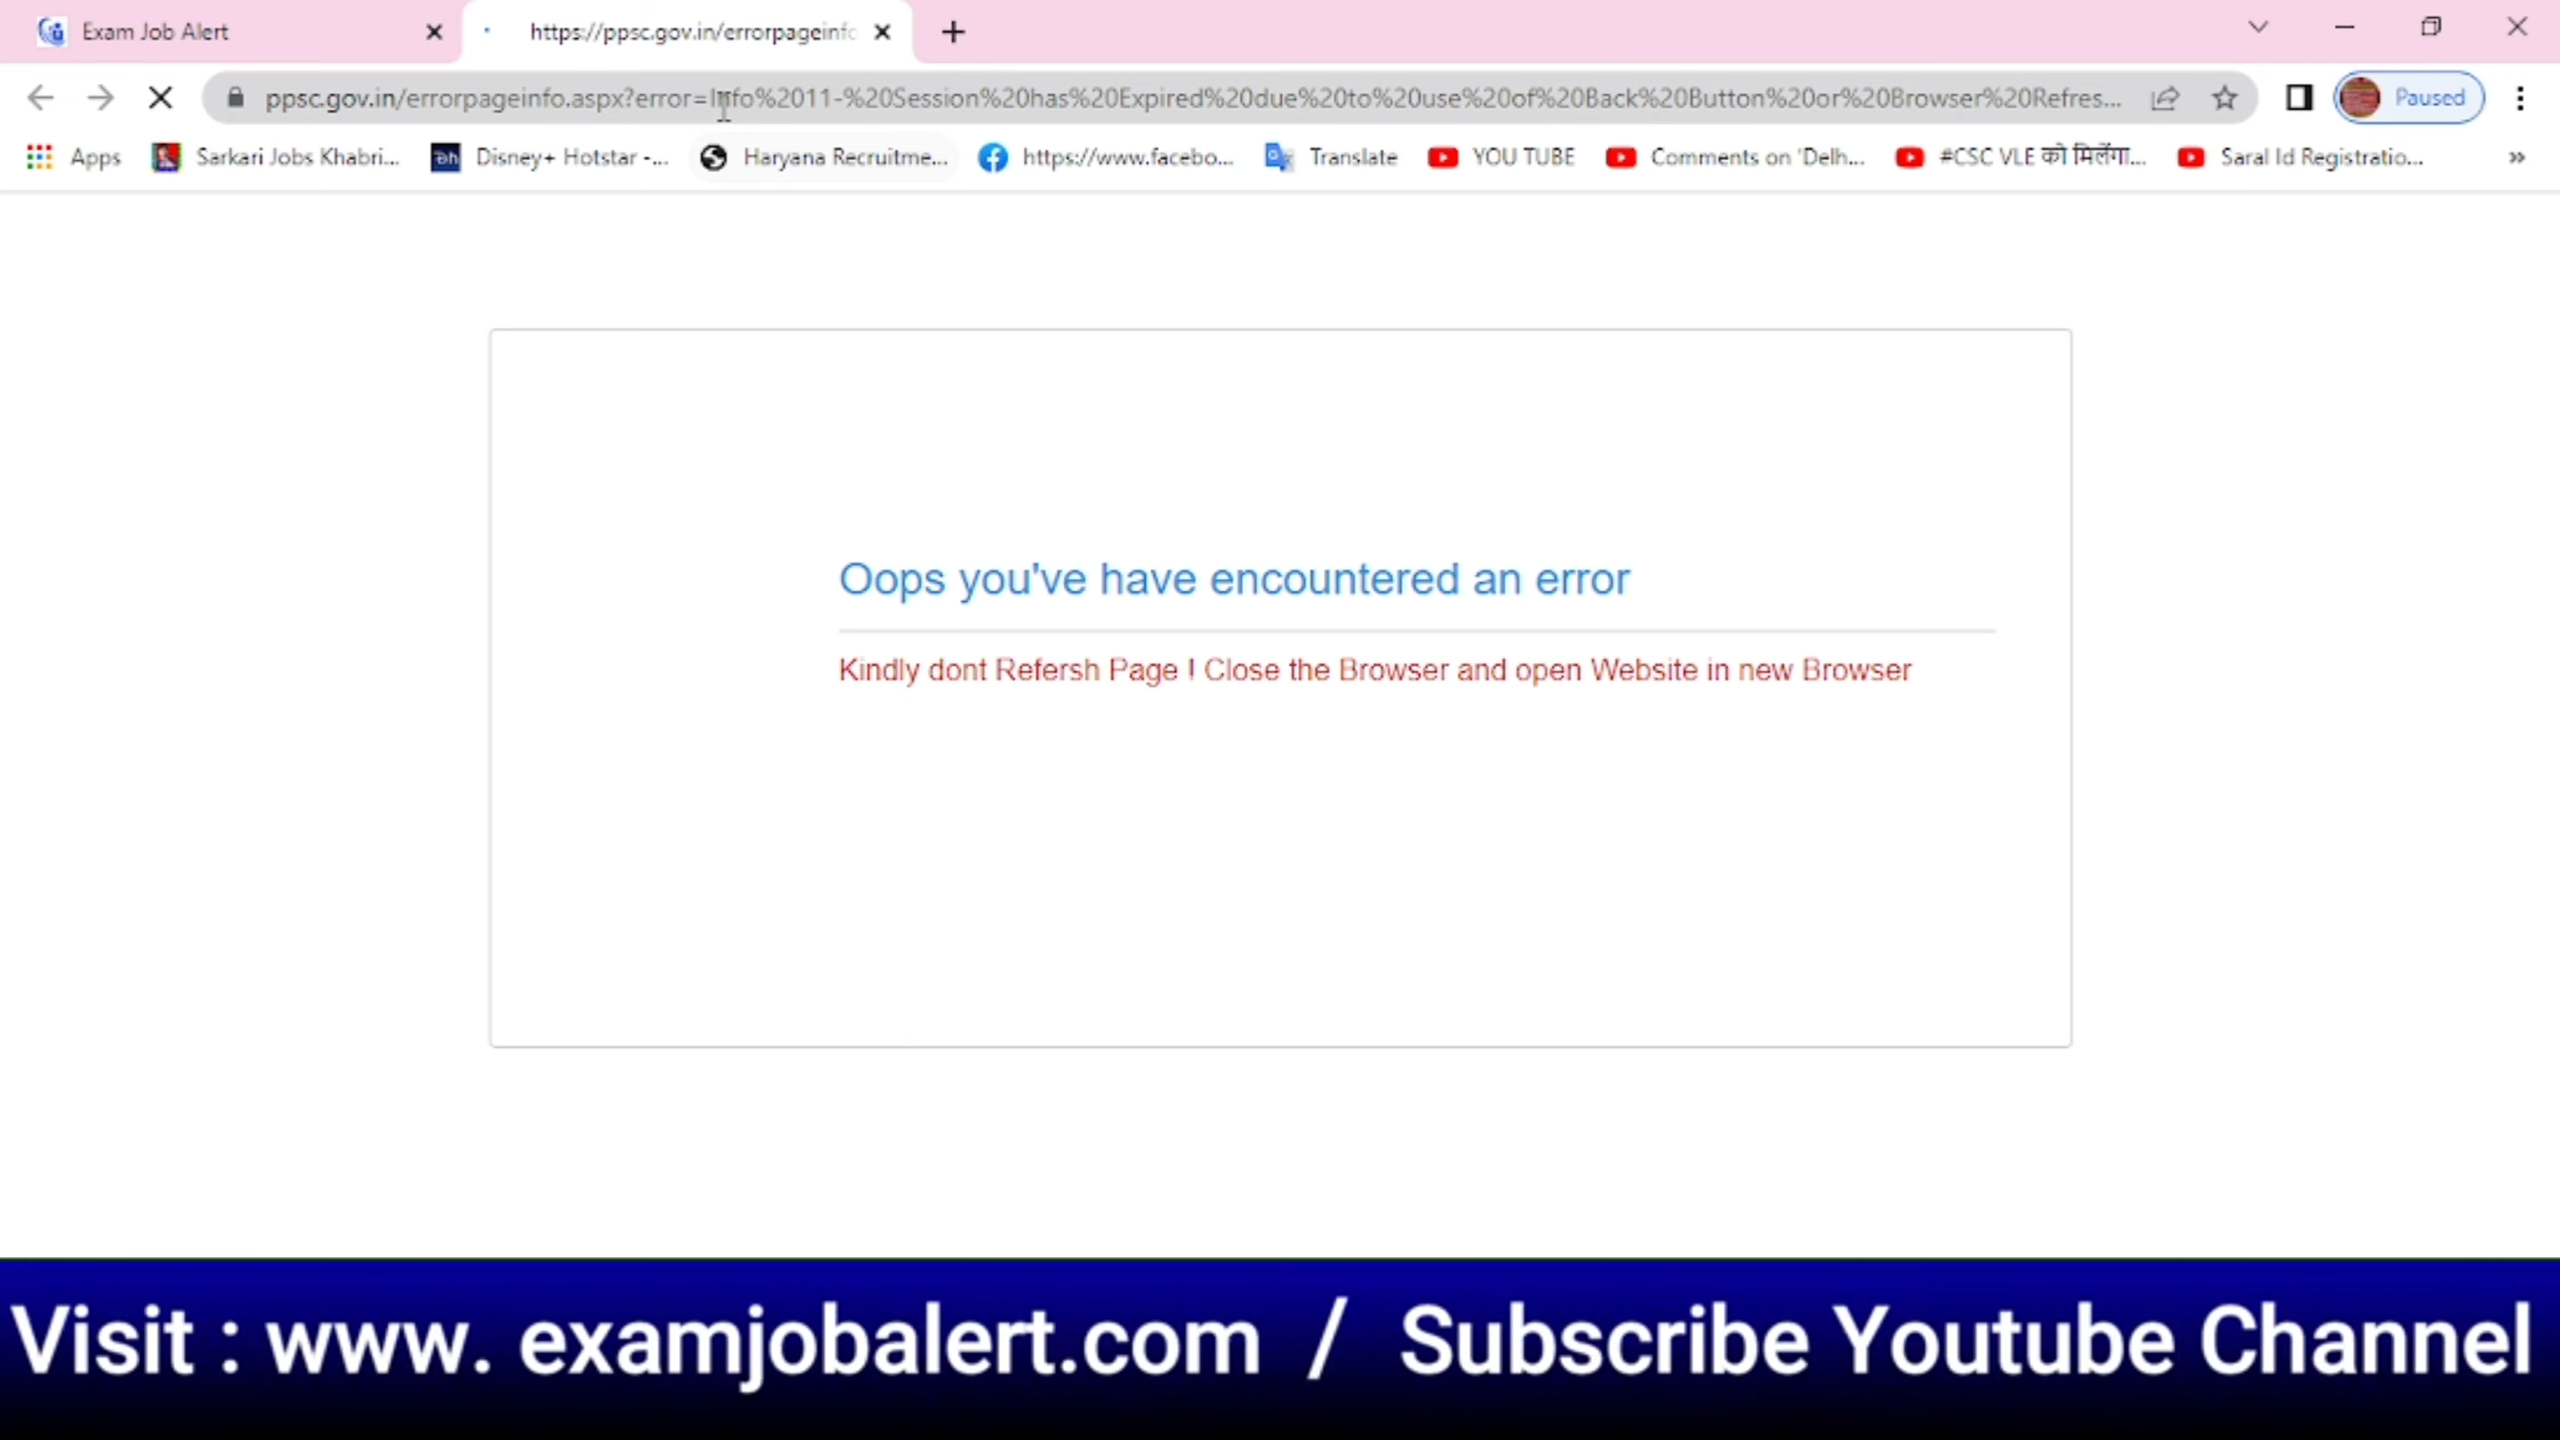 Exam Job Alert
https://ppsc.gov.in/errorpageinfo
ppsc.gov.in/errorpageinfo.aspx?error=Info%2011-%20Session%20has%20Expired%20due%20to%20use%20of%20Back%20Button%20or%20Browser%20Refres...
Paused
Apps
Sarkari Jobs Khabri...
Disney+ Hotstar -...
Haryana Recruitme...
https://www.facebo...
Translate
YOU TUBE
Comments on 'Delh...
#CSC VLE को मिलेंगा...
Saral Id Registratio...
Oops you've have encountered an error
Kindly dont Refersh Page ! Close the Browser and open Website in new Browser
Visit : www. examjobalert.com / Subscribe Youtube Channel